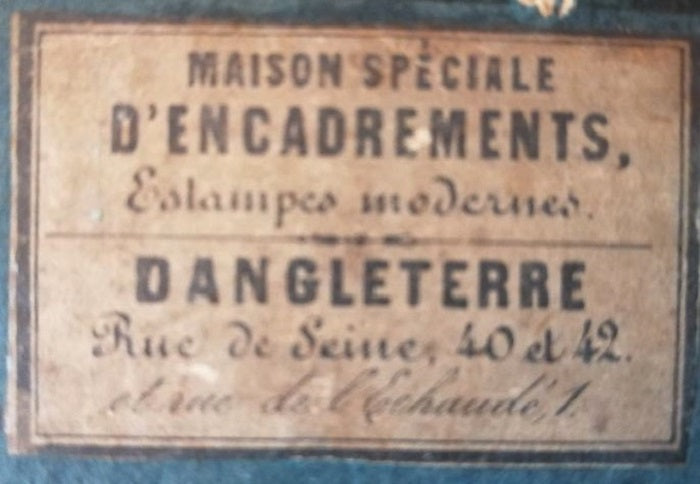 MAISON SPÉCIALE
D'ENCADREMENTS,
Estampes modernes.
DANGLETERRE
Rue de Seine, 40 et 42.
et rue de l'Echaudé, 1.